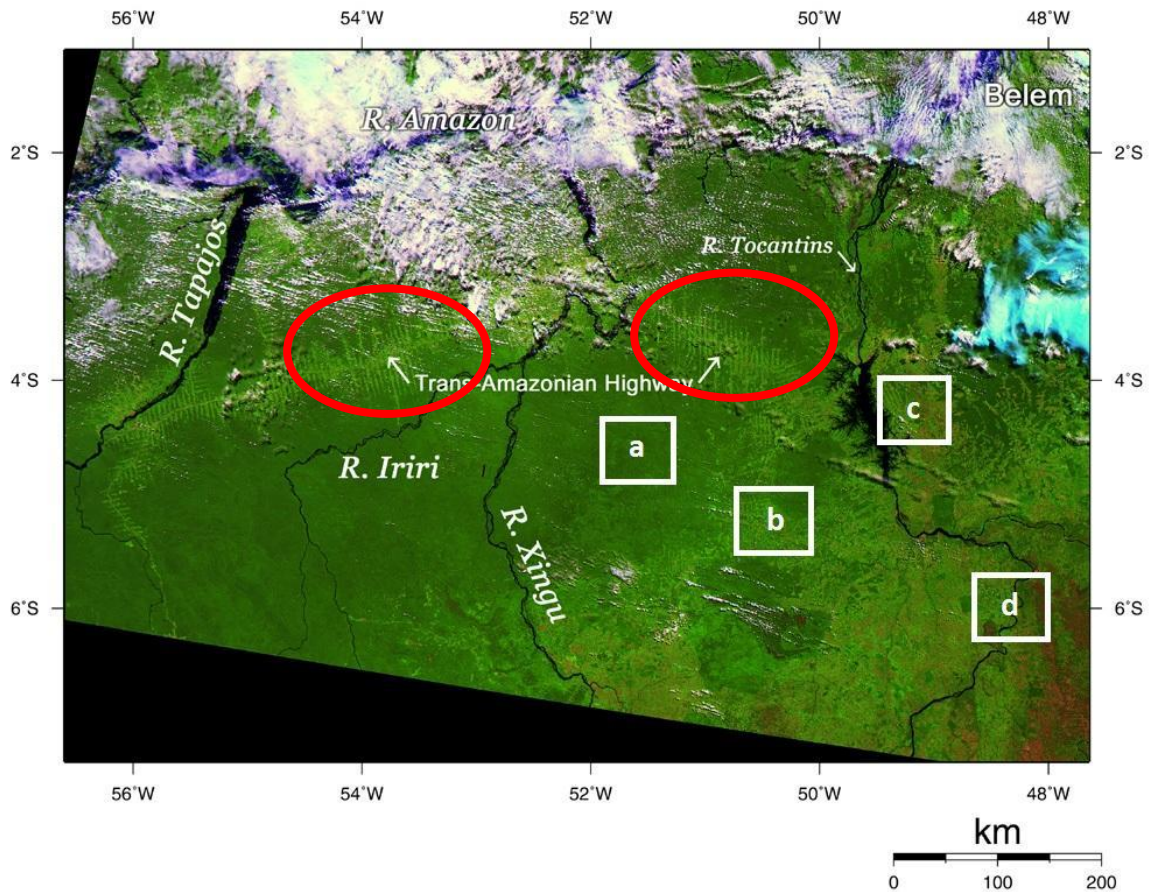 56°W 54°W 52°W 50°W 48°W
Belem
R. Amazon
2°S 2°S
R. Tocantins
R. Tapajos
4°S 4°S
Trans-Amazonian Highway
c
a
R. Iriri
b
R. Xingu
d
6°S 6°S
56°W 54°W 52°W 50°W 48°W
km
0 100 200